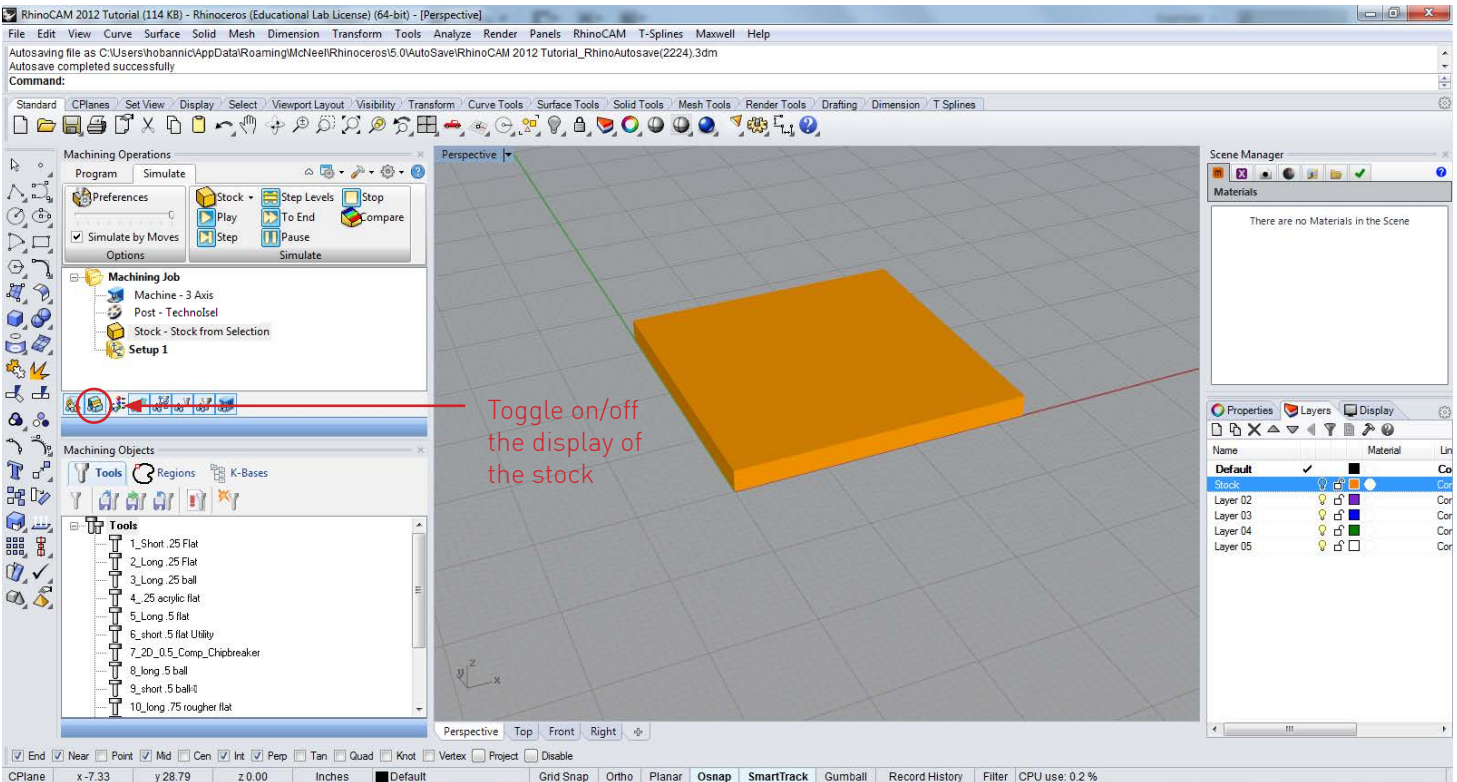 RhinoCAM 2012 Tutorial (114 KB) - Rhinoceros (Educational Lab License) (64-bit) - [Perspective]
File Edit View Curve Surface Solid Mesh Dimension Transform Tools Analyze Render Panels RhinoCAM T-Splines Maxwell Help
Autosaving file as C:\Users\hobannic\AppData\Roaming\McNeel\Rhinoceros\5.0\AutoSave\RhinoCAM 2012 Tutorial_RhinoAutosave(2224).3dm
Autosave completed successfully
Command:
Standard CPlanes Set View Display Select Viewport Layout Visibility Transform Curve Tools Surface Tools Solid Tools Mesh Tools Render Tools Drafting Dimension T Splines
Machining Operations
Program Simulate
Preferences
Simulate by Moves
Options
Stock Step Levels Stop
Play To End Compare
Step Pause
Simulate
Machining Job
Machine - 3 Axis
Post - TechnoIsel
Stock - Stock from Selection
Setup 1
Machining Objects
Tools Regions K-Bases
Tools
1_Short .25 Flat
2_Long .25 Flat
3_Long .25 ball
4_.25 acrylic flat
5_Long .5 flat
6_short .5 flat Utility
7_2D_0.5_Comp_Chipbreaker
8_long .5 ball
9_short .5 ball
10_long .75 rougher flat
Perspective
Toggle on/off
the display of
the stock
z
y
x
Perspective Top Front Right
Scene Manager
Materials
There are no Materials in the Scene
Properties Layers Display
Name Material Lin
Default Co
Stock Cor
Layer 02 Cor
Layer 03 Cor
Layer 04 Cor
Layer 05 Cor
End Near Point Mid Cen Int Perp Tan Quad Knot Vertex Project Disable
CPlane x -7.33 y 28.79 z 0.00 Inches Default Grid Snap Ortho Planar Osnap SmartTrack Gumball Record History Filter CPU use: 0.2 %